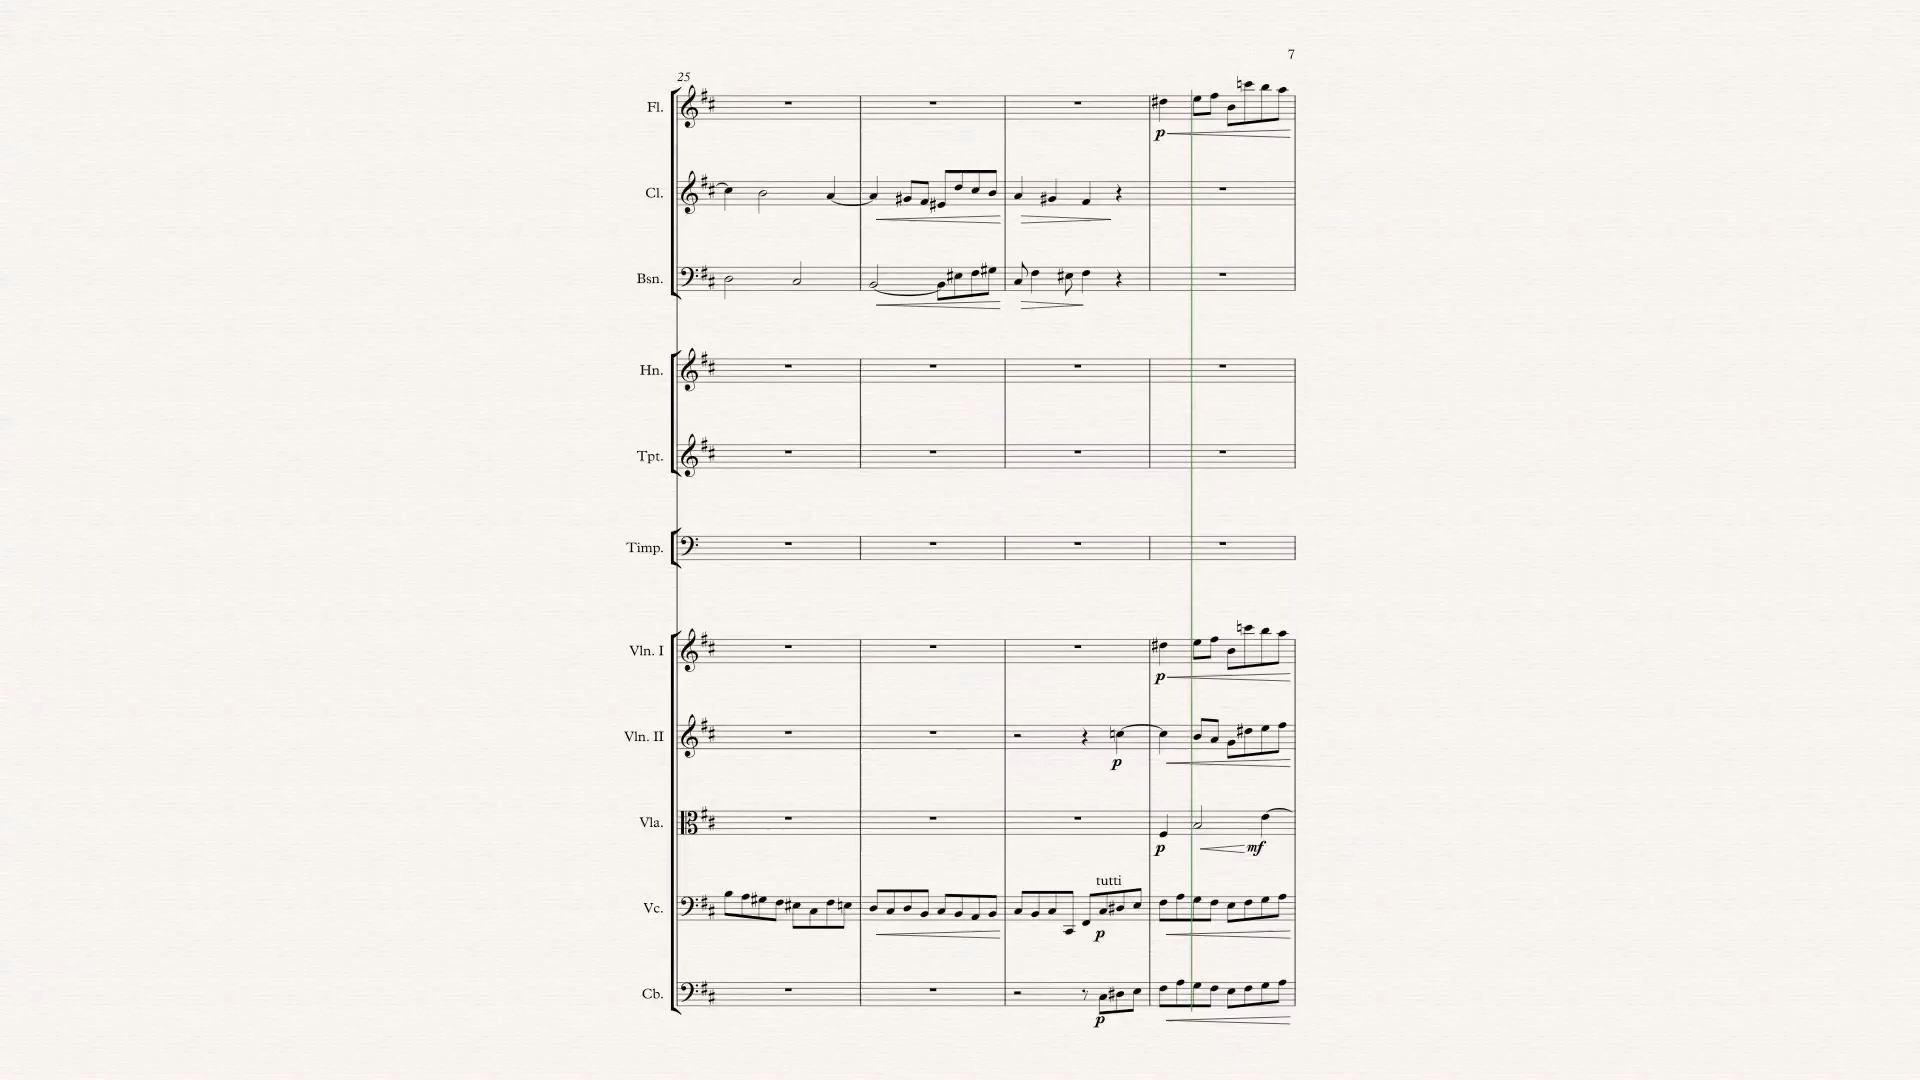 7
25
Fl.
p
Cl.
Bsn.
Hn.
Tpt.
Timp.
Vln. I
p
Vln. II
p
Vla.
p mf
tutti
Vc.
p
Cb.
p